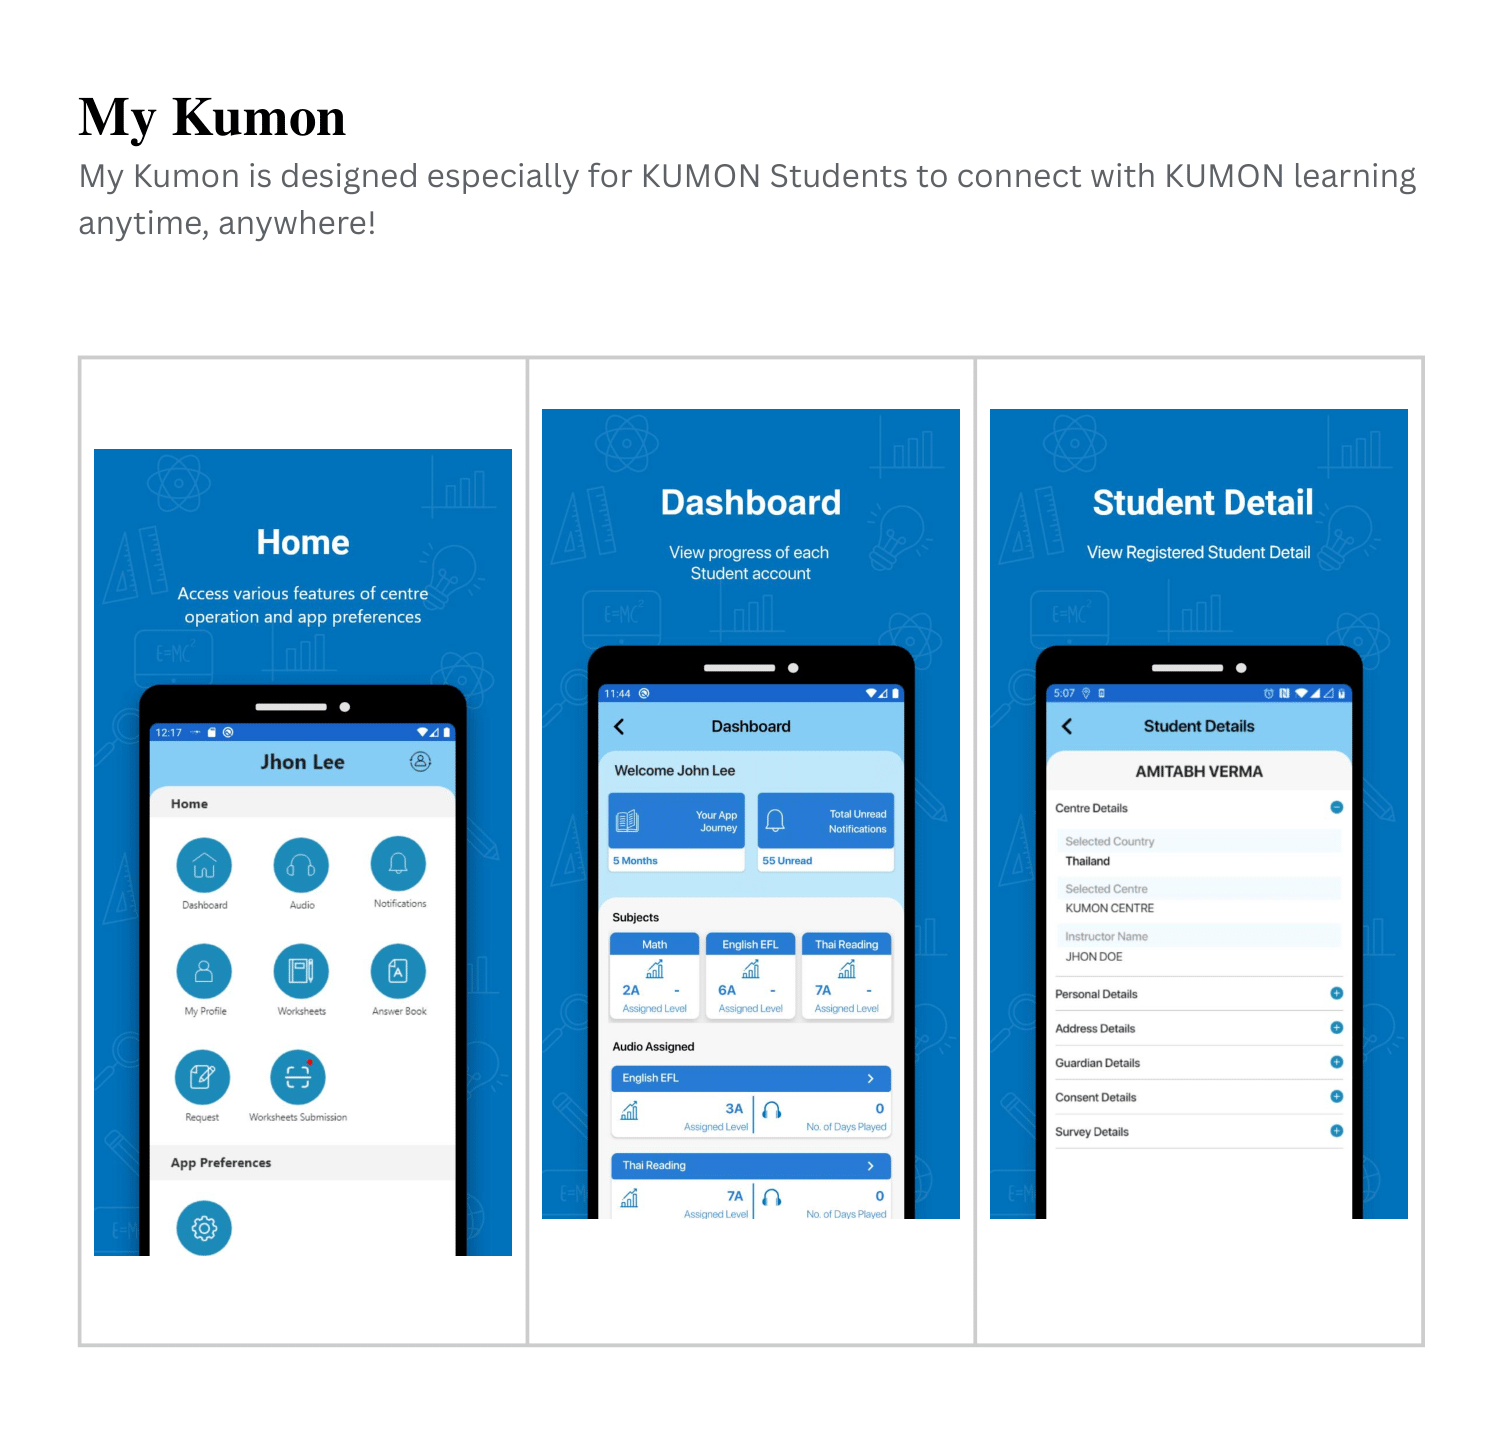 My Kumon
My Kumon is designed especially for KUMON Students to connect with KUMON learning
anytime, anywhere!
Home
Access various features of centre
operation and app preferences
E=MC²
12:17
Jhon Lee
Home
Dashboard
Audio
Notifications
My Profile
Worksheets
Answer Book
Request
Worksheets Submission
App Preferences
E=M
Dashboard
View progress of each
Student account
E=MC²
11:44
Dashboard
Welcome John Lee
Your App
Journey
5 Months
Total Unread
Notifications
55 Unread
Subjects
Math
2A -
Assigned Level
English EFL
6A -
Assigned Level
Thai Reading
7A -
Assigned Level
Audio Assigned
English EFL
3A
Assigned Level
0
No. of Days Played
Thai Reading
7A
Assigned Level
0
No. of Days Played
E=M
Student Detail
View Registered Student Detail
E=MC²
5:07
Student Details
AMITABH VERMA
Centre Details
Selected Country
Thailand
Selected Centre
KUMON CENTRE
Instructor Name
JHON DOE
Personal Details
Address Details
Guardian Details
Consent Details
Survey Details
E=M